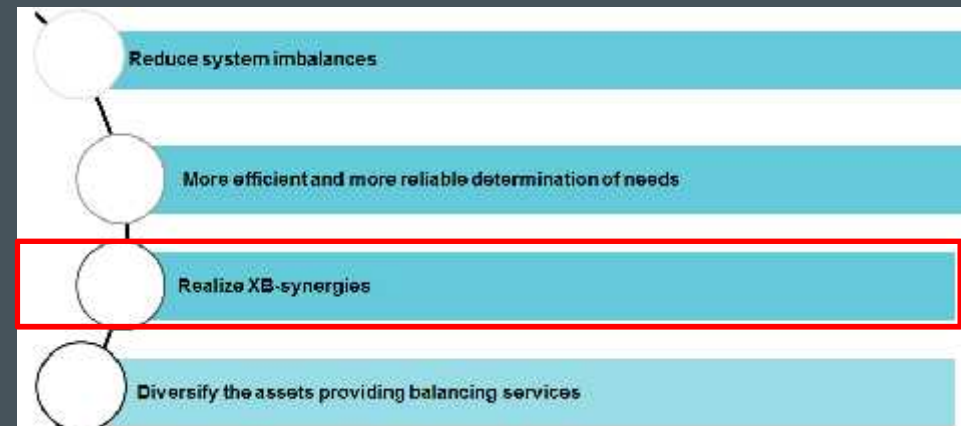 Reduce system imbalances
More efficient and more reliable determination of needs
Realize XB-synergies
Diversify the assets providing balancing services